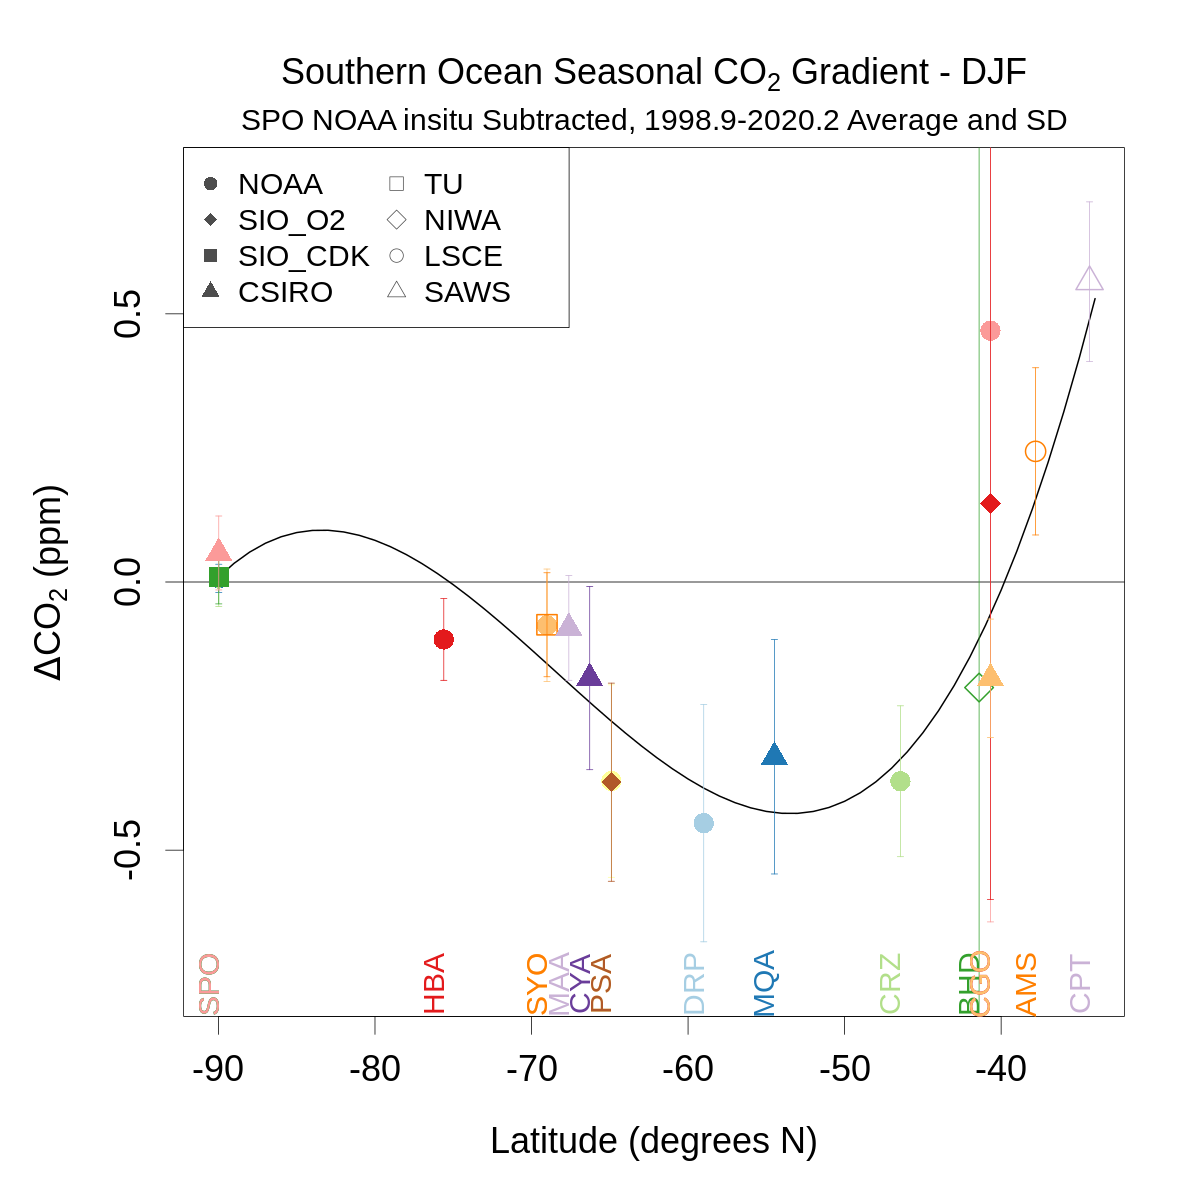 Southern Ocean Seasonal CO2 Gradient - DJF
SPO NOAA insitu Subtracted, 1998.9-2020.2 Average and SD
NOAA
SIO_O2
SIO_CDK
CSIRO
TU
NIWA
LSCE
SAWS
0.5
0.0
-0.5
ΔCO2 (ppm)
SPO
HBA
SYO
MAA
CYA
PSA
DRP
MQA
CRZ
BHD
CGO
AMS
CPT
-90 -80 -70 -60 -50 -40
Latitude (degrees N)